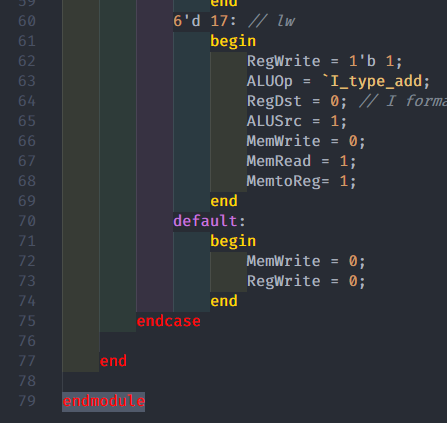 59 end
60 6'd 17: // lw
61 begin
62 RegWrite = 1'b 1;
63 ALUOp = `I_type_add;
64 RegDst = 0; // I forma
65 ALUSrc = 1;
66 MemWrite = 0;
67 MemRead = 1;
68 MemtoReg= 1;
69 end
70 default:
71 begin
72 MemWrite = 0;
73 RegWrite = 0;
74 end
75 endcase
76
77 end
78
79 endmodule